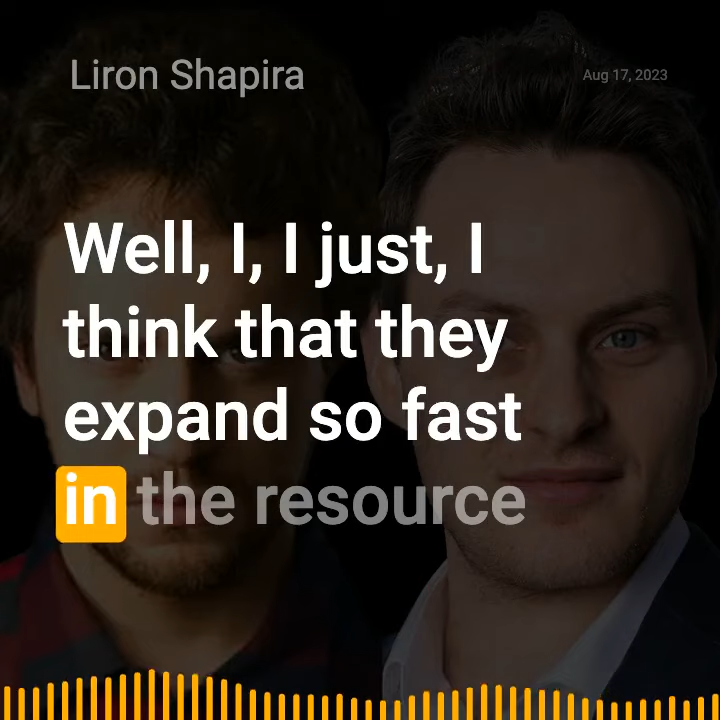 Liron Shapira
Aug 17, 2023
Well, I, I just, I
think that they
expand so fast
in the resource